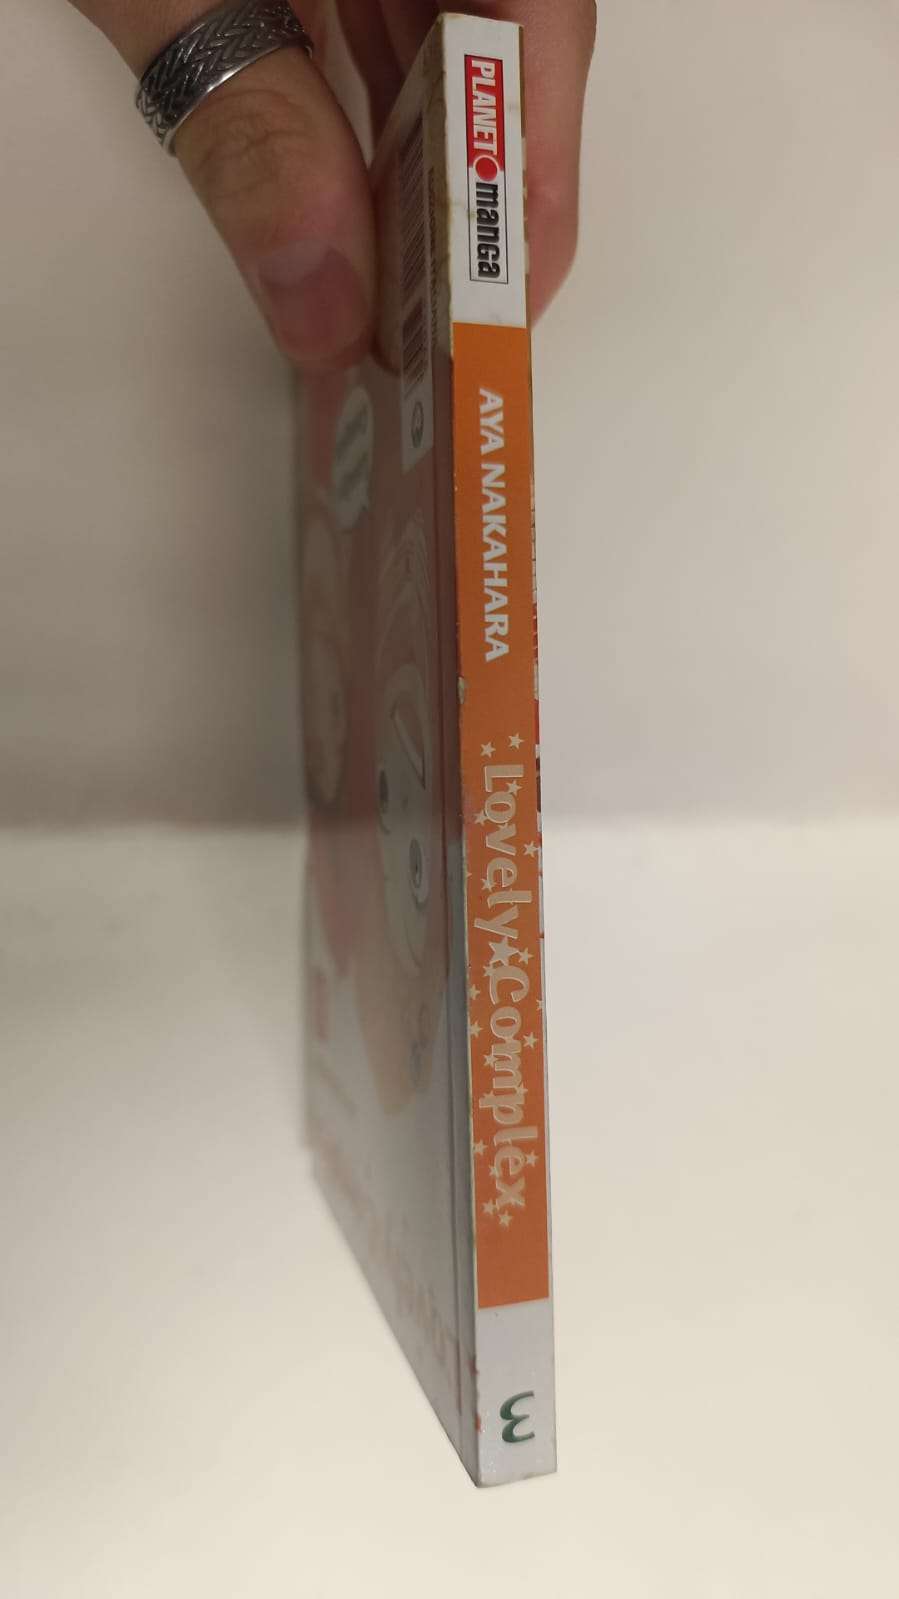 PLANET manga
AYA NAKAHARA
Lovely★Complex
3